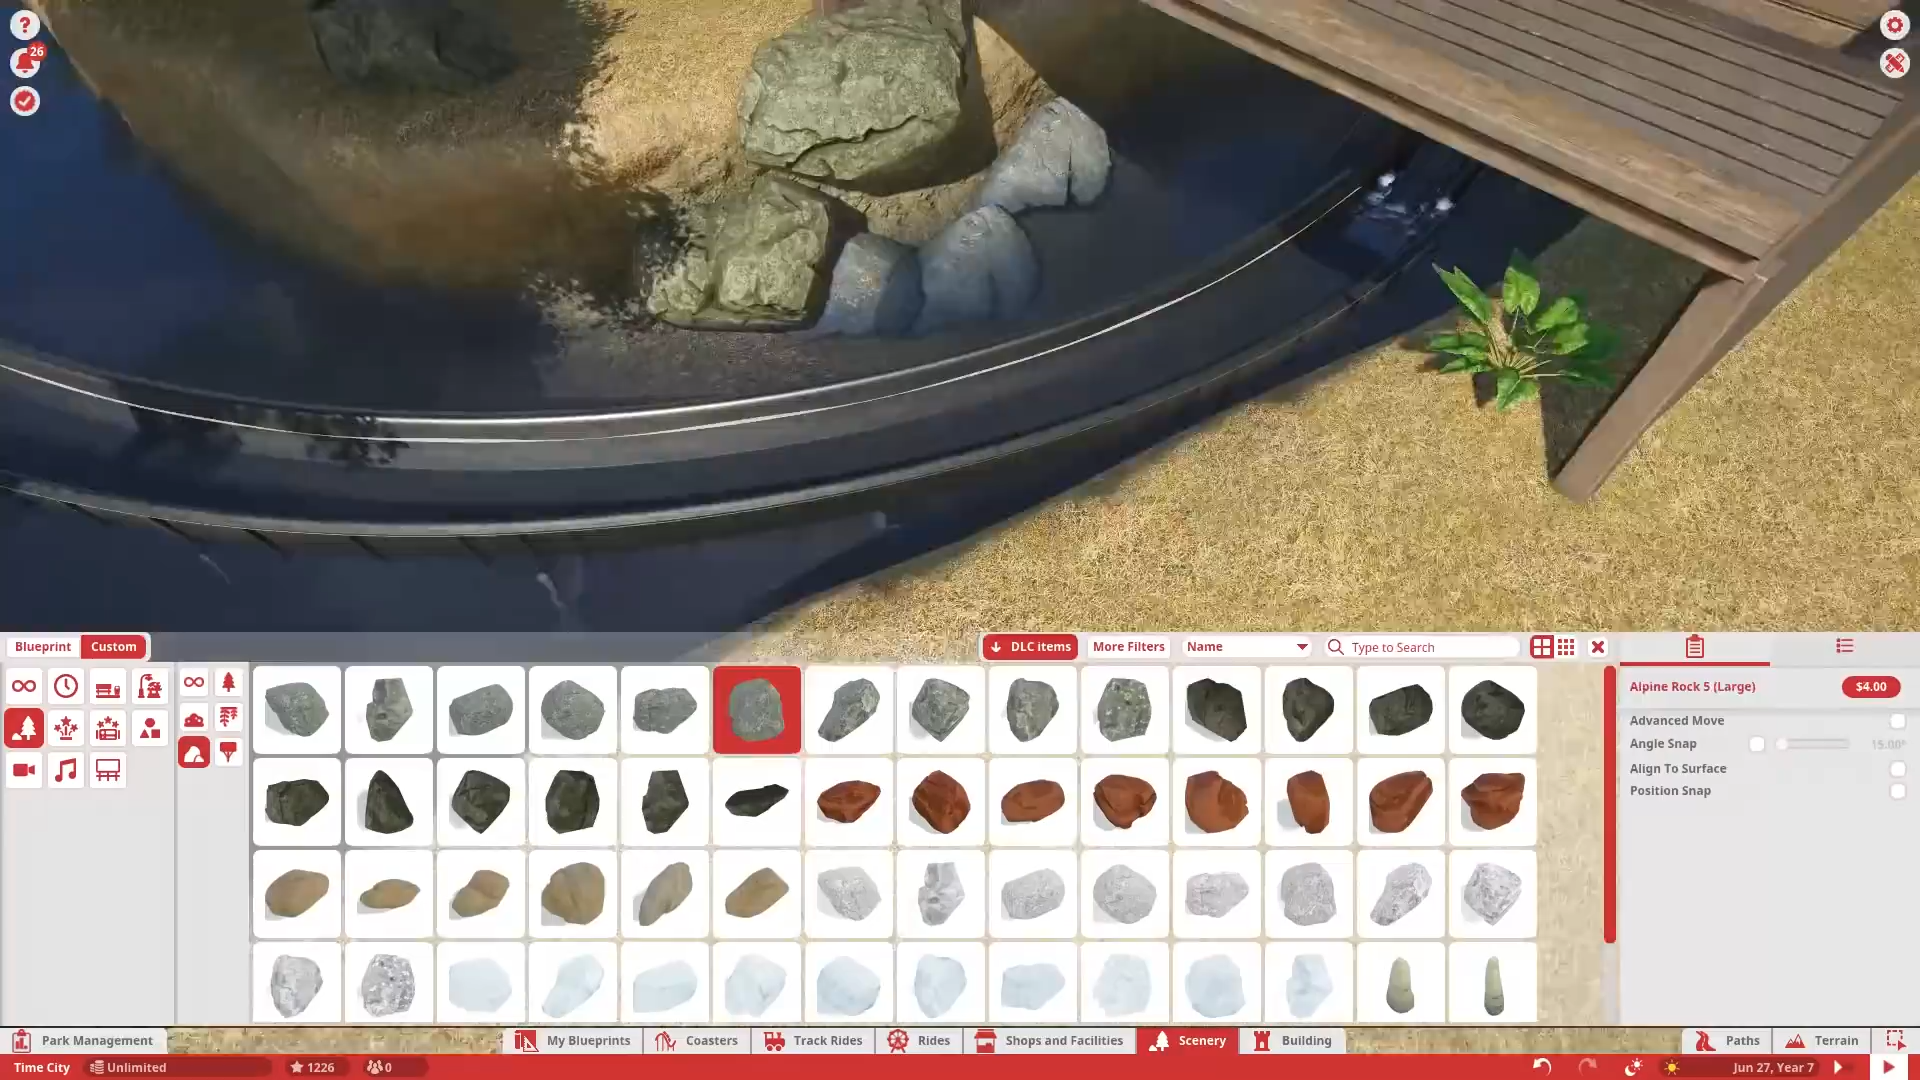 ?
26
Blueprint
Custom
DLC items
More Filters
Name
Type to Search
Alpine Rock 5 (Large)
$4.00
Advanced Move
Angle Snap
15.00°
Align To Surface
Position Snap
Park Management
My Blueprints
Coasters
Track Rides
Rides
Shops and Facilities
Scenery
Building
Paths
Terrain
Time City
Unlimited
1226
0
Jun 27, Year 7